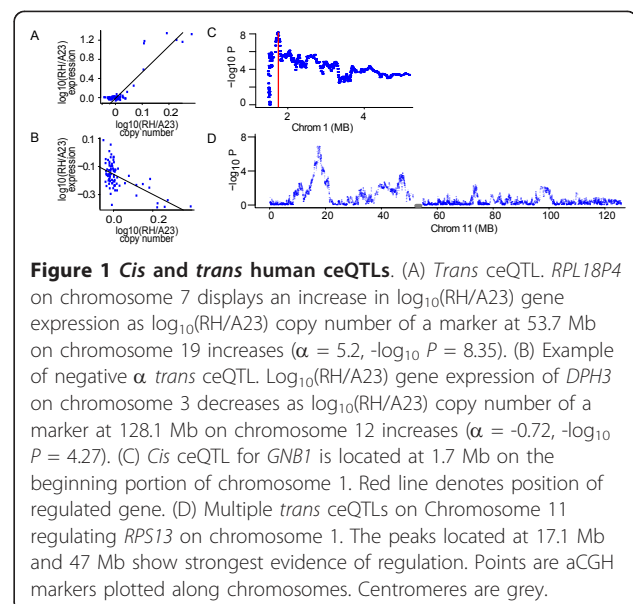 A
log10(RH/A23)
expression
1.2
0.8
0.4
0.0
0.0
0.1
0.2
log10(RH/A23)
copy number
C
−log10 P
8
4
0
2
4
Chrom 1 (MB)
B
log10(RH/A23)
expression
0.1
−0.1
−0.3
0.0
0.2
log10(RH/A23)
copy number
D
−log10 P
8
4
0
0
20
40
60
80
100
120
Chrom 11 (MB)
Figure 1 Cis and trans human ceQTLs. (A) Trans ceQTL. RPL18P4
on chromosome 7 displays an increase in log10(RH/A23) gene
expression as log10(RH/A23) copy number of a marker at 53.7 Mb
on chromosome 19 increases (α = 5.2, -log10 P = 8.35). (B) Example
of negative α trans ceQTL. Log10(RH/A23) gene expression of DPH3
on chromosome 3 decreases as log10(RH/A23) copy number of a
marker at 128.1 Mb on chromosome 12 increases (α = -0.72, -log10
P = 4.27). (C) Cis ceQTL for GNB1 is located at 1.7 Mb on the
beginning portion of chromosome 1. Red line denotes position of
regulated gene. (D) Multiple trans ceQTLs on Chromosome 11
regulating RPS13 on chromosome 1. The peaks located at 17.1 Mb
and 47 Mb show strongest evidence of regulation. Points are aCGH
markers plotted along chromosomes. Centromeres are grey.